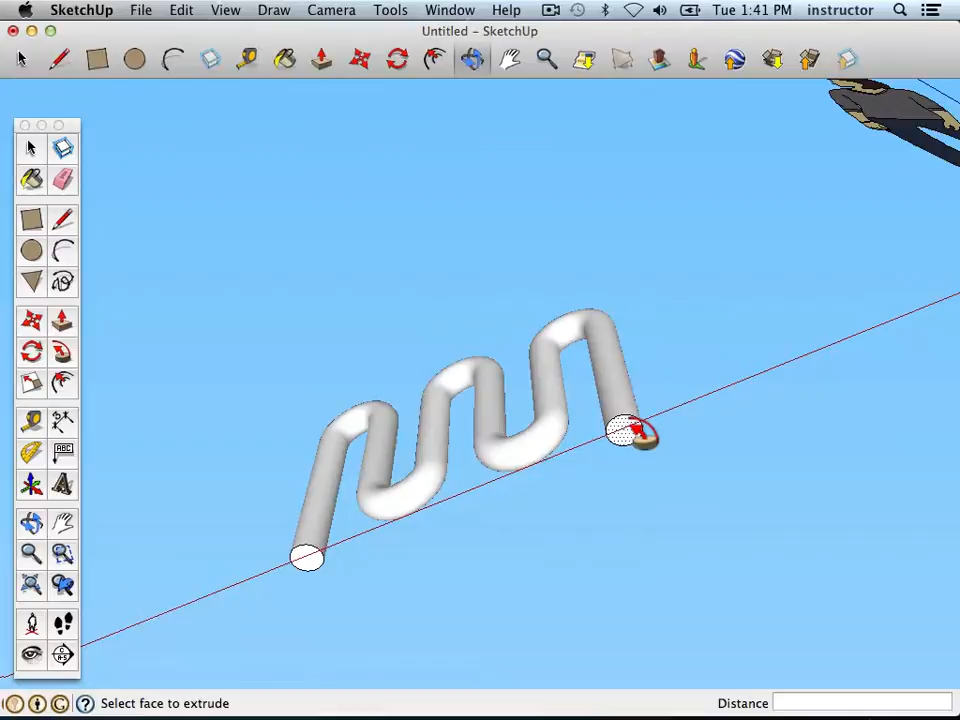 SketchUp File Edit View Draw Camera Tools Window Help Tue 1:41 PM instructor
Untitled – SketchUp
ABC
A
Select face to extrude
Distance